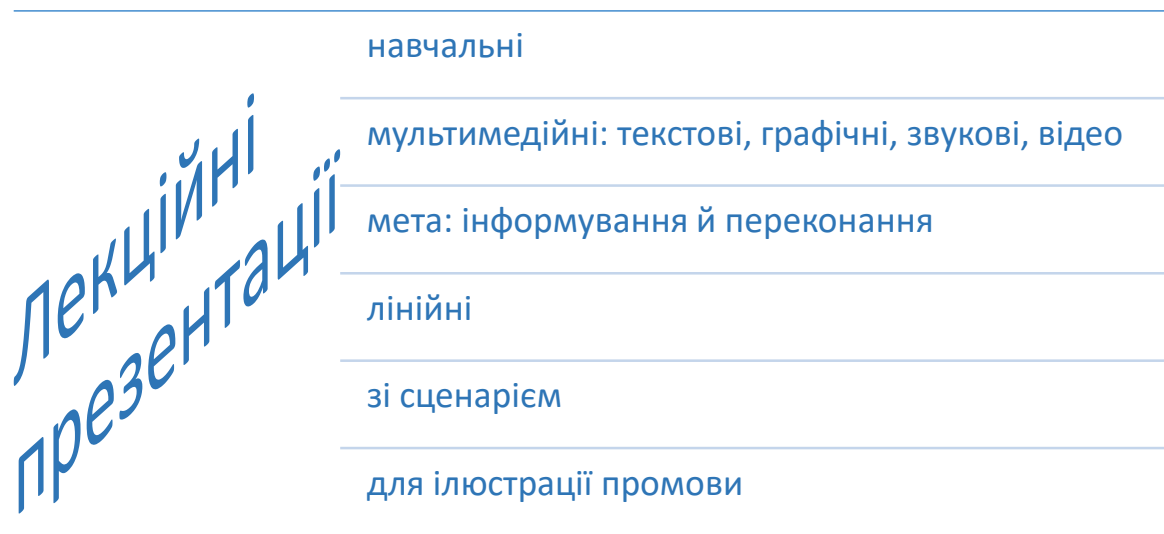 Лекційні
презентації
навчальні
мультимедійні: текстові, графічні, звукові, відео
мета: інформування й переконання
лінійні
зі сценарієм
для ілюстрації промови